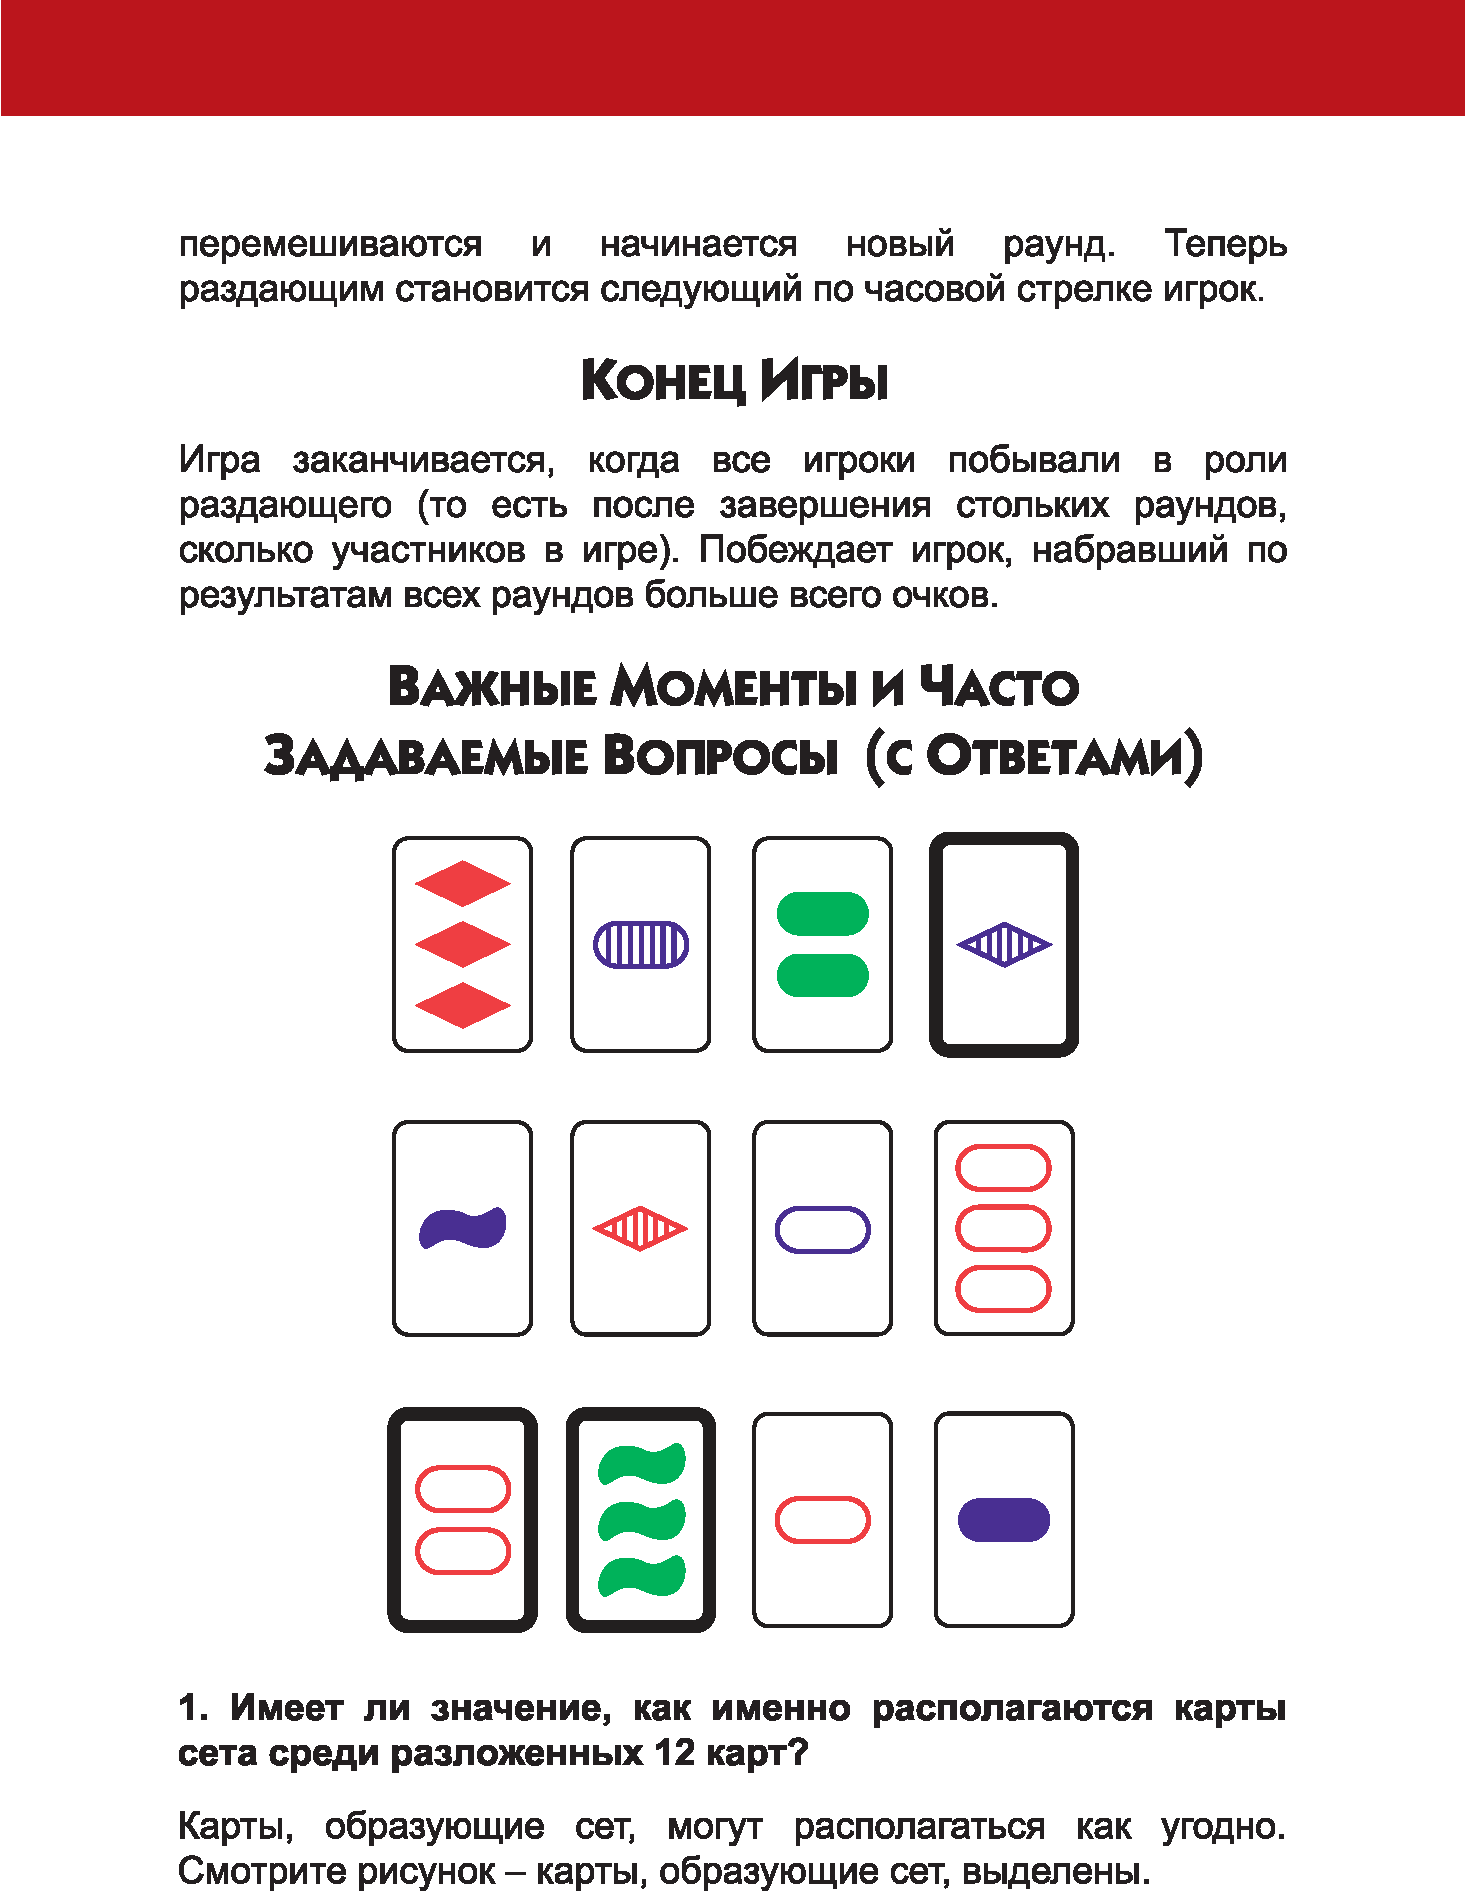 перемешиваются и начинается новый раунд. Теперь
раздающим становится следующий по часовой стрелке игрок.
Конец Игры
Игра заканчивается, когда все игроки побывали в роли
раздающего (то есть после завершения стольких раундов,
сколько участников в игре). Побеждает игрок, набравший по
результатам всех раундов больше всего очков.
Важные Моменты и Часто
Задаваемые Вопросы (с Ответами)
1. Имеет ли значение, как именно располагаются карты
сета среди разложенных 12 карт?
Карты, образующие сет, могут располагаться как угодно.
Смотрите рисунок – карты, образующие сет, выделены.